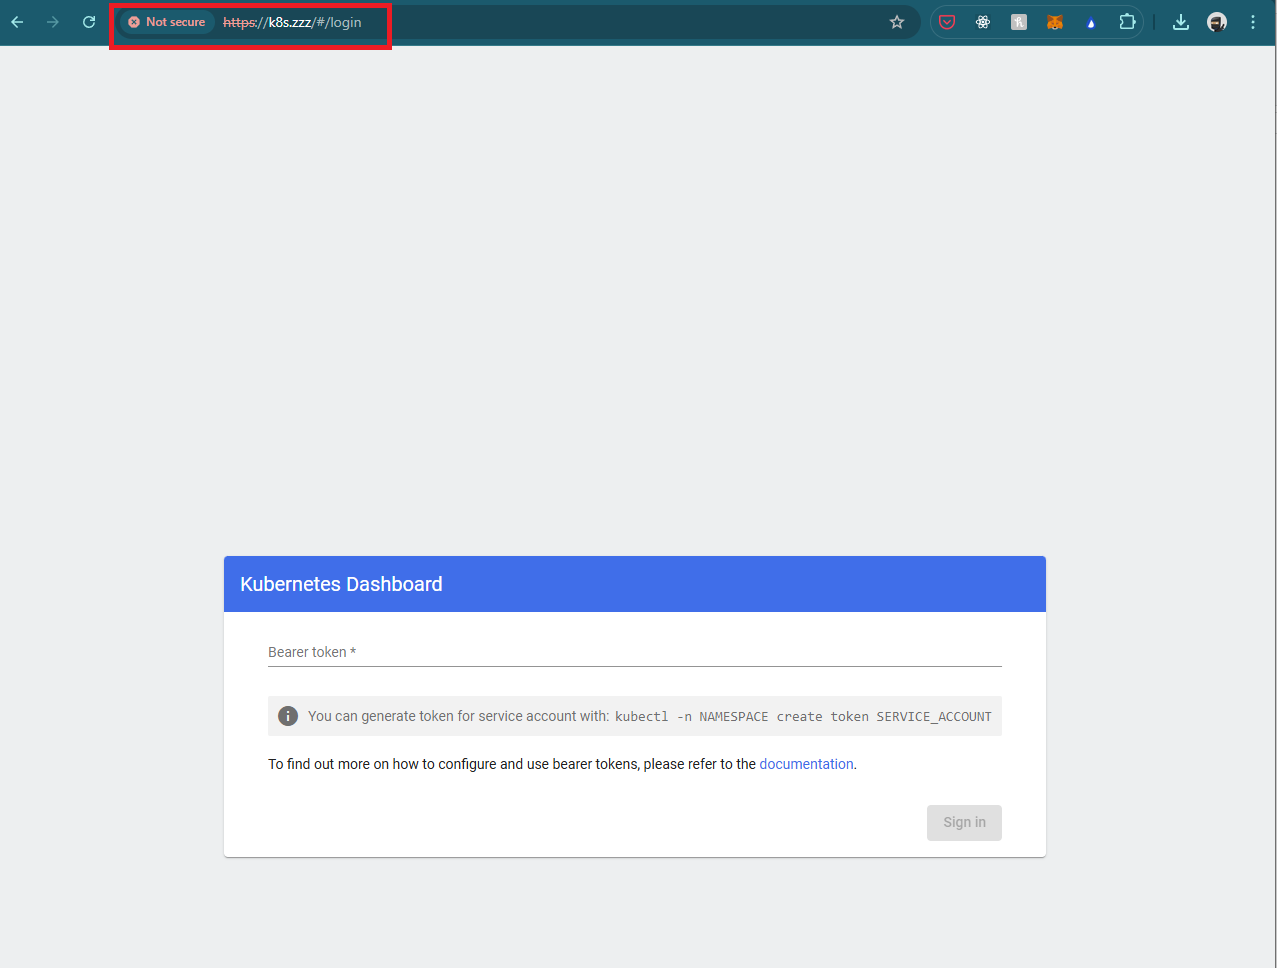 Not secure https://k8s.zzz/#/login
Kubernetes Dashboard
Bearer token *
You can generate token for service account with: kubectl -n NAMESPACE create token SERVICE_ACCOUNT
To find out more on how to configure and use bearer tokens, please refer to the documentation.
Sign in